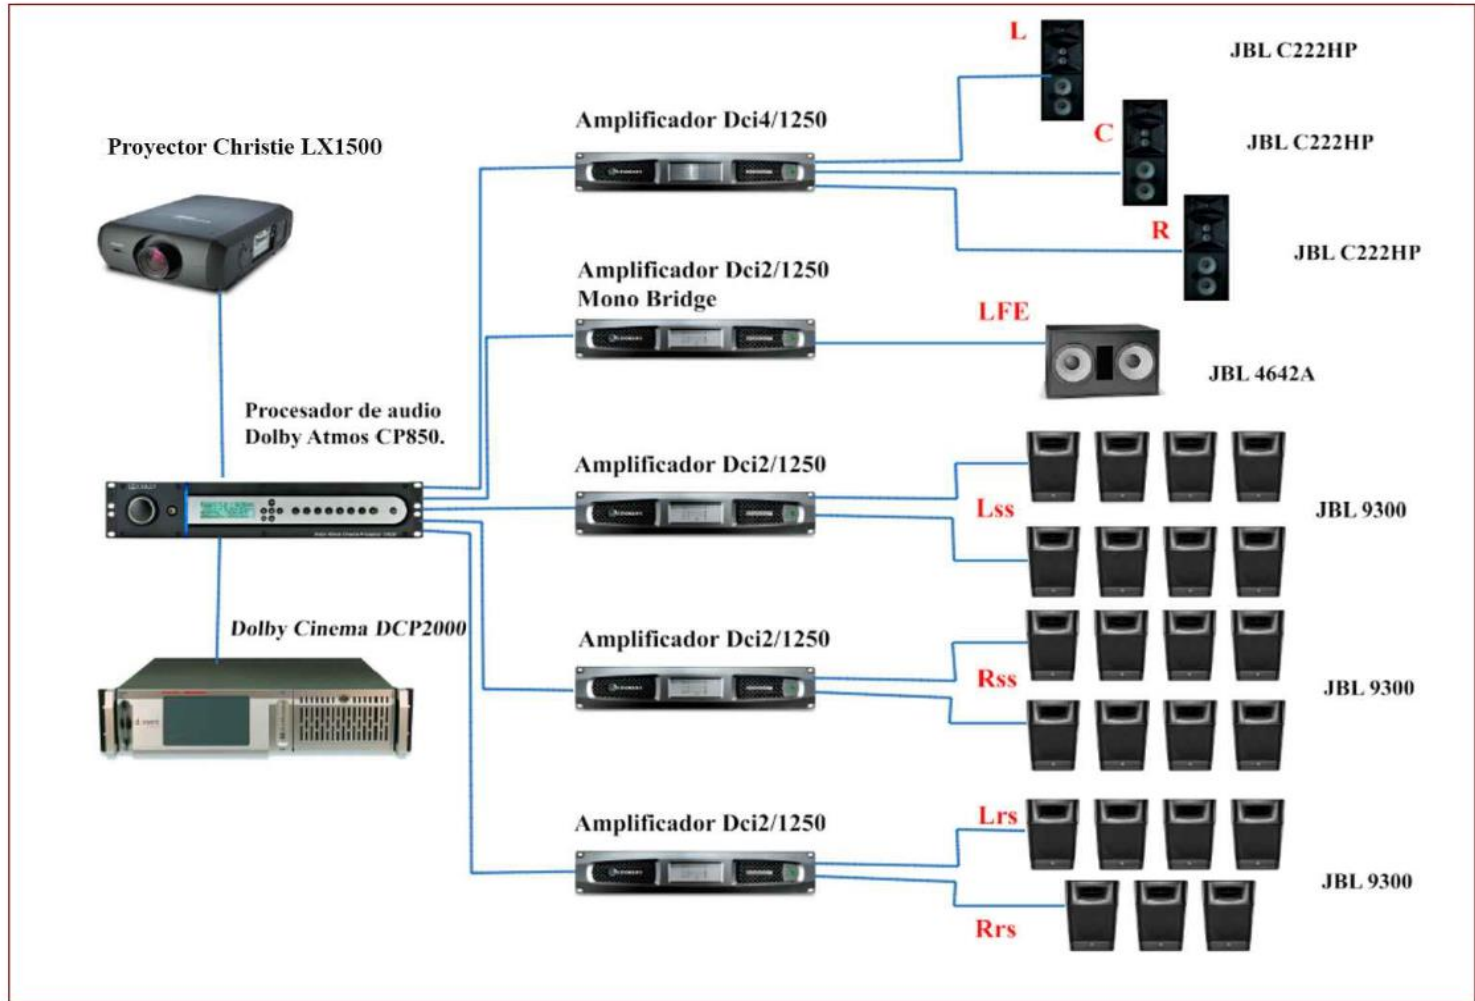 L
JBL C222HP
Amplificador Dci4/1250
Proyector Christie LX1500
C
JBL C222HP
R
JBL C222HP
Amplificador Dci2/1250
Mono Bridge
LFE
JBL 4642A
Procesador de audio
Dolby Atmos CP850.
Amplificador Dci2/1250
Lss
JBL 9300
Dolby Cinema DCP2000
Amplificador Dci2/1250
Rss
JBL 9300
Amplificador Dci2/1250
Lrs
JBL 9300
Rrs